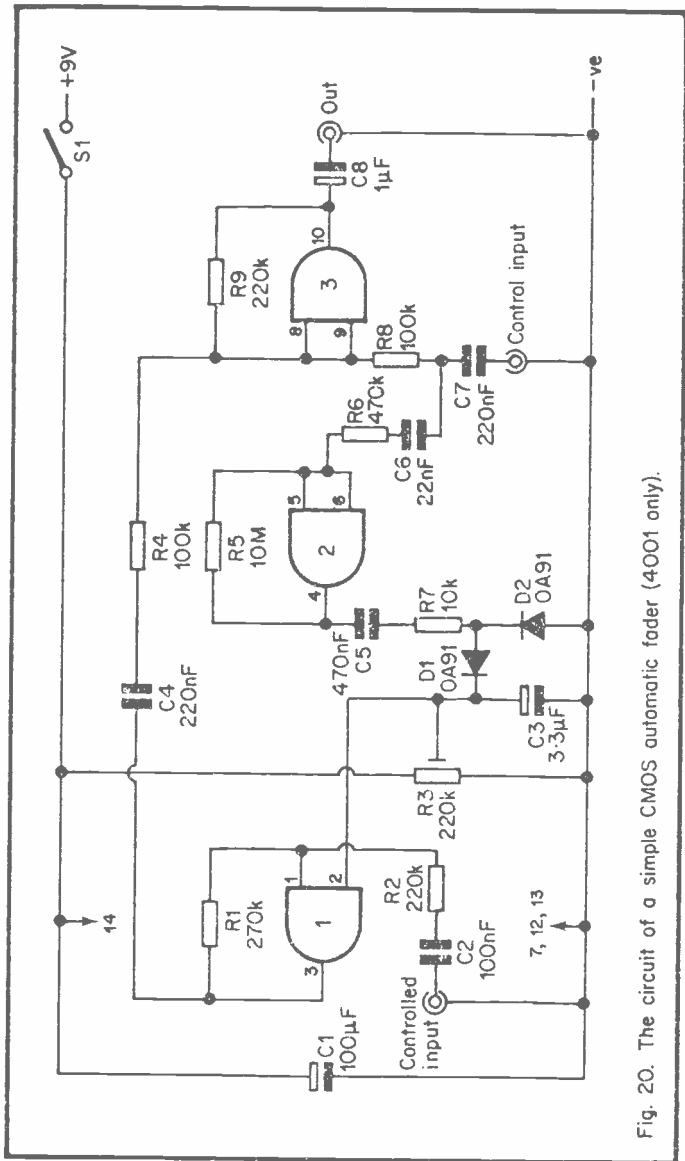 +9V
S1
14
R9
220k
10
C8
1µF
Out
3
8
9
R4
100k
C4
220nF
R5
10M
5
6
2
4
R8
100k
R6
470k
C6
22nF
C7
220nF
Control input
470nF
C5
R7
10k
D1
OA91
D2
OA91
C3
3·3µF
R3
220k
R1
270k
1
2
1
3
R2
220k
C2
100nF
Controlled
input
C1
100µF
7, 12, 13
-ve
Fig. 20. The circuit of a simple CMOS automatic fader (4001 only).